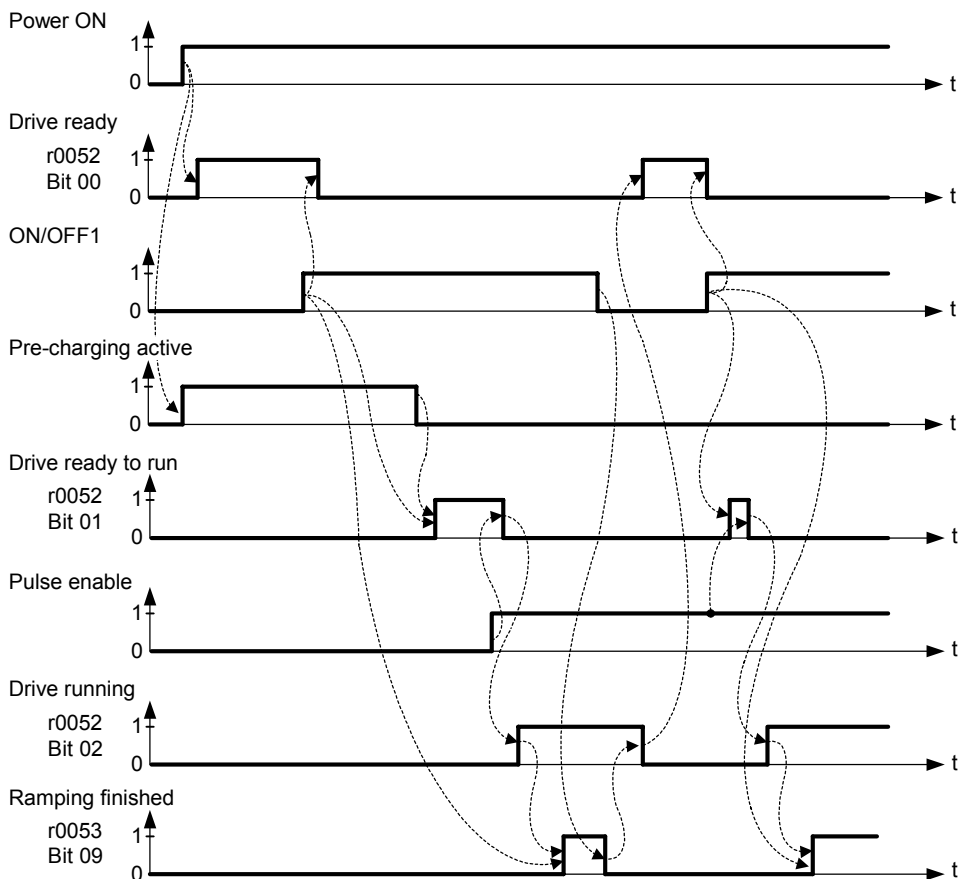 Power ON
1
0
t
Drive ready
r0052
Bit 00
1
0
t
ON/OFF1
1
0
t
Pre-charging active
1
0
t
Drive ready to run
r0052
Bit 01
1
0
t
Pulse enable
1
0
t
Drive running
r0052
Bit 02
1
0
t
Ramping finished
r0053
Bit 09
1
0
t